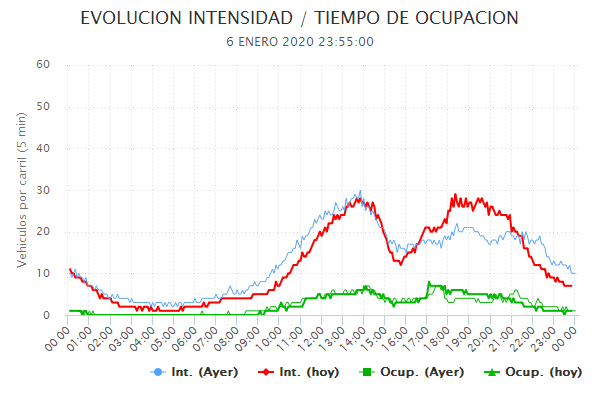 EVOLUCION INTENSIDAD / TIEMPO DE OCUPACION
6 ENERO 2020 23:55:00
Vehiculos por carril (5 min)
60
50
40
30
20
10
0
00:00 01:00 02:00 03:00 04:00 05:00 06:00 07:00 08:00 09:00 10:00 11:00 12:00 13:00 14:00 15:00 16:00 17:00 18:00 19:00 20:00 21:00 22:00 23:00 00:00
Int. (Ayer) Int. (hoy) Ocup. (Ayer) Ocup. (hoy)